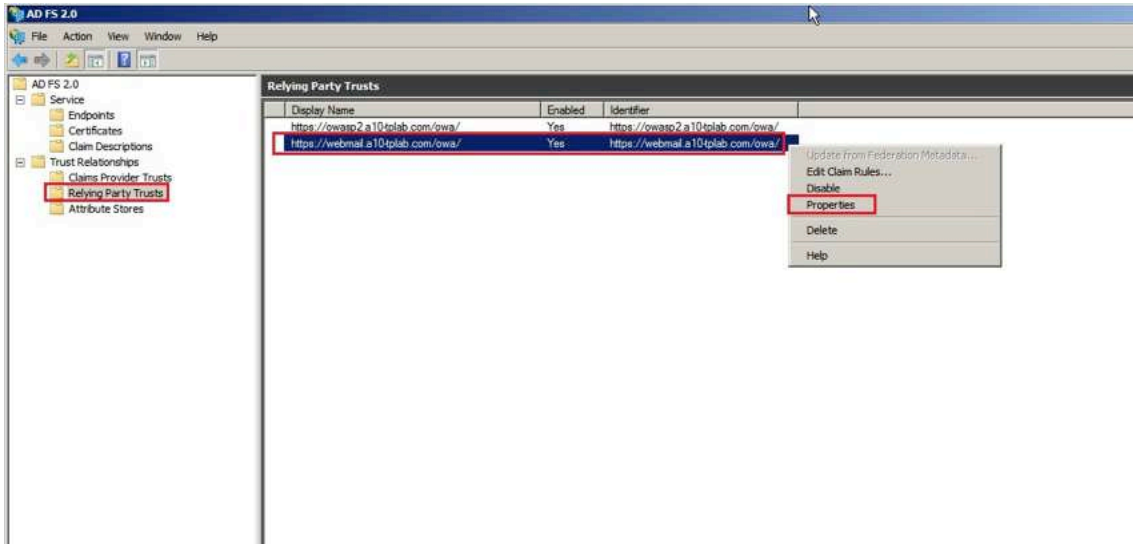 AD FS 2.0
File Action View Window Help
AD FS 2.0
Service
Endpoints
Certificates
Claim Descriptions
Trust Relationships
Claims Provider Trusts
Relying Party Trusts
Attribute Stores
Relying Party Trusts
Display Name Enabled Identifier
https://owasp2.a10-tplab.com/owa/ Yes https://owasp2.a10-tplab.com/owa/
https://webmail.a10-tplab.com/owa/ Yes https://webmail.a10-tplab.com/owa/
Update from Federation Metadata...
Edit Claim Rules...
Disable
Properties
Delete
Help